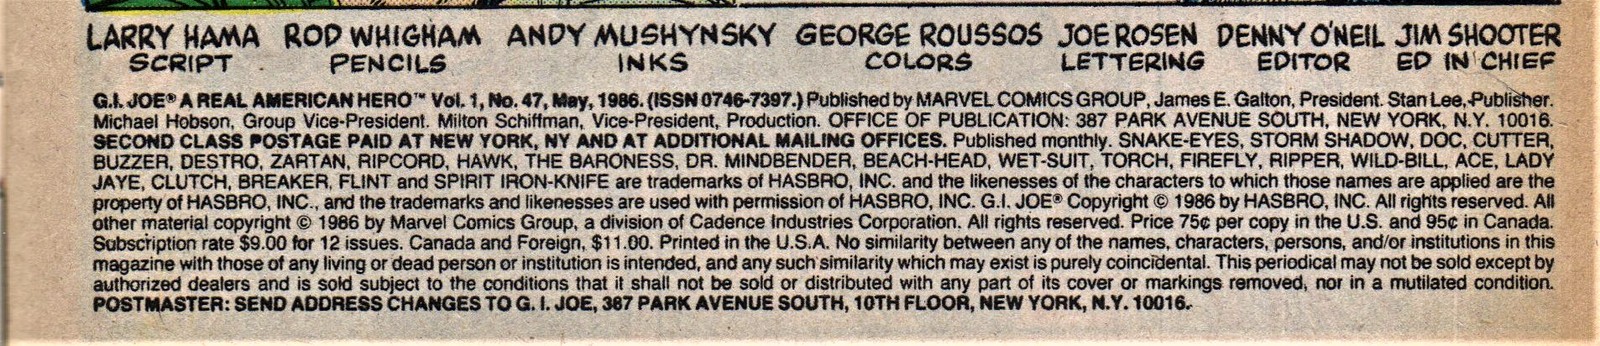 LARRY HAMA ROD WHIGHAM ANDY MUSHYNSKY GEORGE ROUSSOS JOE ROSEN DENNY O'NEIL JIM SHOOTER
SCRIPT PENCILS INKS COLORS LETTERING EDITOR ED IN CHIEF
G.I. JOE® A REAL AMERICAN HERO™ Vol. 1, No. 47, May, 1986. (ISSN 0746-7397.) Published by MARVEL COMICS GROUP, James E. Galton, President. Stan Lee, Publisher.
Michael Hobson, Group Vice-President. Milton Schiffman, Vice-President, Production. OFFICE OF PUBLICATION: 387 PARK AVENUE SOUTH, NEW YORK, N.Y. 10016.
SECOND CLASS POSTAGE PAID AT NEW YORK, NY AND AT ADDITIONAL MAILING OFFICES. Published monthly. SNAKE-EYES, STORM SHADOW, DOC, CUTTER,
BUZZER, DESTRO, ZARTAN, RIPCORD, HAWK, THE BARONESS, DR. MINDBENDER, BEACH-HEAD, WET-SUIT, TORCH, FIREFLY, RIPPER, WILD-BILL, ACE, LADY
JAYE, CLUTCH, BREAKER, FLINT and SPIRIT IRON-KNIFE are trademarks of HASBRO, INC. and the likenesses of the characters to which those names are applied are the
property of HASBRO, INC., and the trademarks and likenesses are used with permission of HASBRO, INC. G.I. JOE® Copyright © 1986 by HASBRO, INC. All rights reserved. All
other material copyright © 1986 by Marvel Comics Group, a division of Cadence Industries Corporation. All rights reserved. Price 75¢ per copy in the U.S. and 95¢ in Canada.
Subscription rate $9.00 for 12 issues. Canada and Foreign, $11.00. Printed in the U.S.A. No similarity between any of the names, characters, persons, and/or institutions in this
magazine with those of any living or dead person or institution is intended, and any such similarity which may exist is purely coincidental. This periodical may not be sold except by
authorized dealers and is sold subject to the conditions that it shall not be sold or distributed with any part of its cover or markings removed, nor in a mutilated condition.
POSTMASTER: SEND ADDRESS CHANGES TO G. I. JOE, 387 PARK AVENUE SOUTH, 10TH FLOOR, NEW YORK, N.Y. 10016.